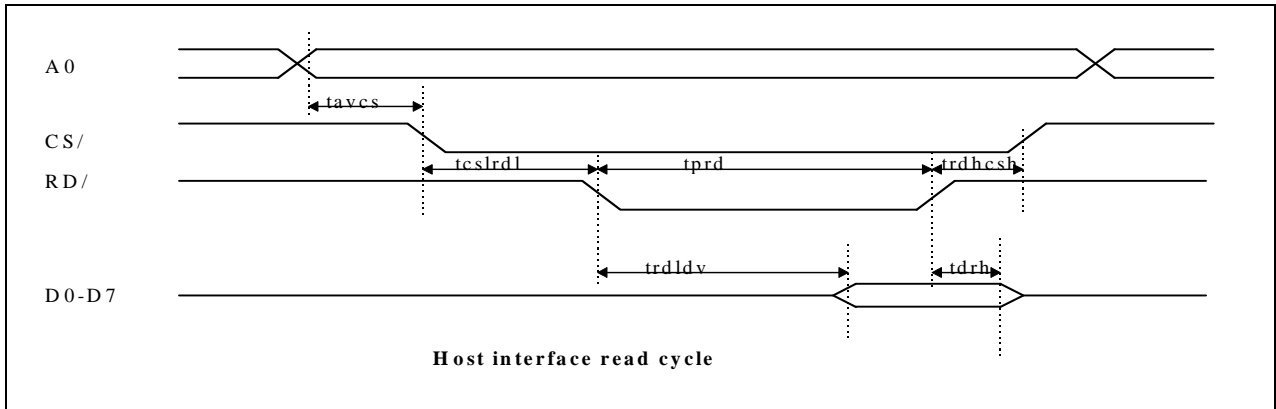 A0
tavcs
CS/
tcslrdl tprd trdhcsh
RD/
trdldv tdrh
D0-D7
Host interface read cycle